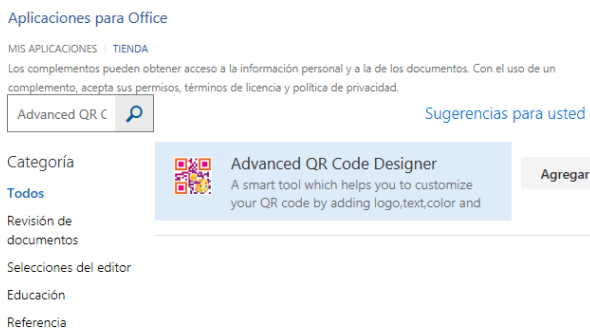 Aplicaciones para Office
MIS APLICACIONES | TIENDA
Los complementos pueden obtener acceso a la información personal y a la de los documentos. Con el uso de un
complemento, acepta sus permisos, términos de licencia y política de privacidad.
Advanced QR C
Sugerencias para usted
Categoría
Advanced QR Code Designer
Agregar
A smart tool which helps you to customize
your QR code by adding logo,text,color and
Todos
Revisión de
documentos
Selecciones del editor
Educación
Referencia